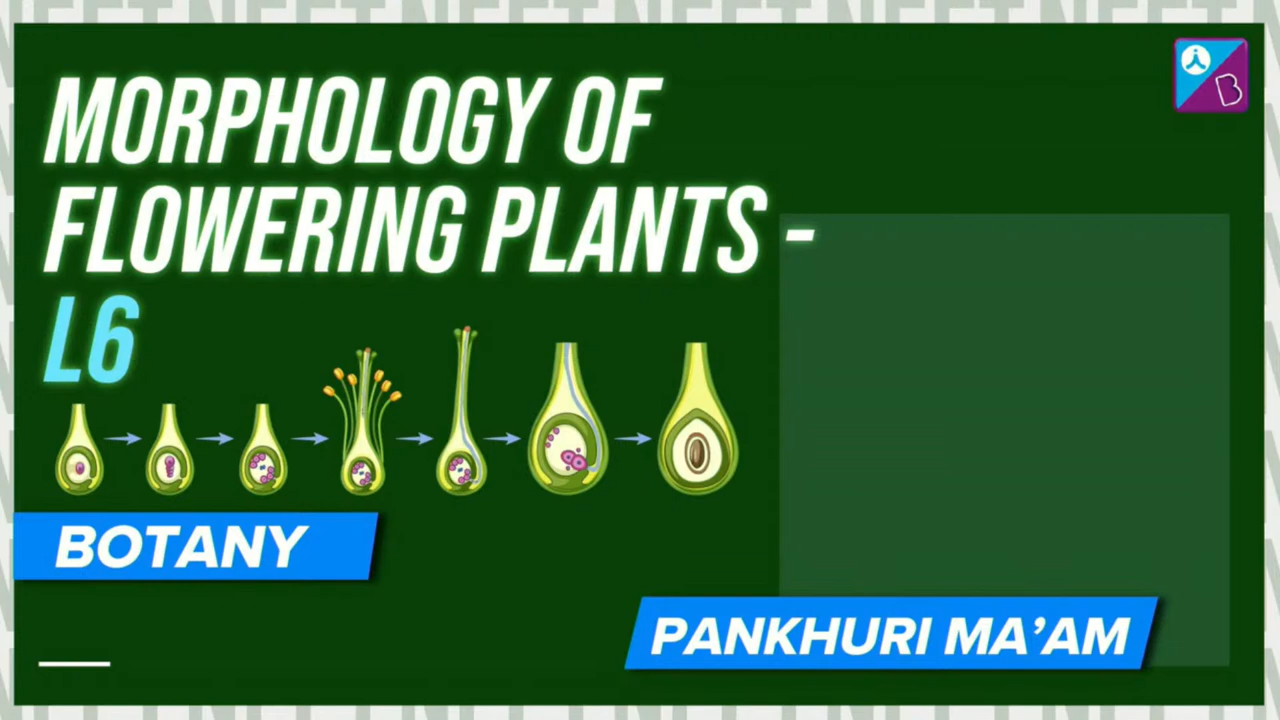 MORPHOLOGY OF
FLOWERING PLANTS -
L6
BOTANY
PANKHURI MA’AM